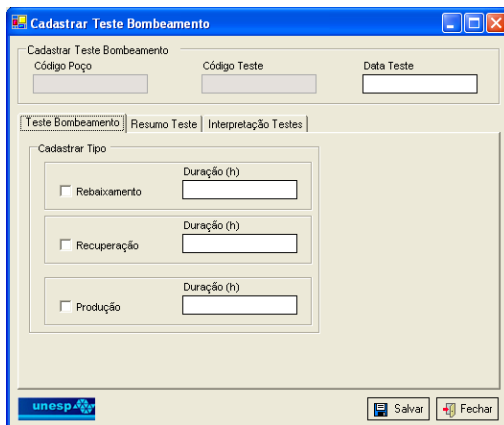 Cadastrar Teste Bombeamento
Cadastrar Teste Bombeamento
Código Poço Código Teste Data Teste
Teste Bombeamento Resumo Teste Interpretação Testes
Cadastrar Tipo
Duração (h)
Rebaixamento
Duração (h)
Recuperação
Duração (h)
Produção
unesp Salvar Fechar